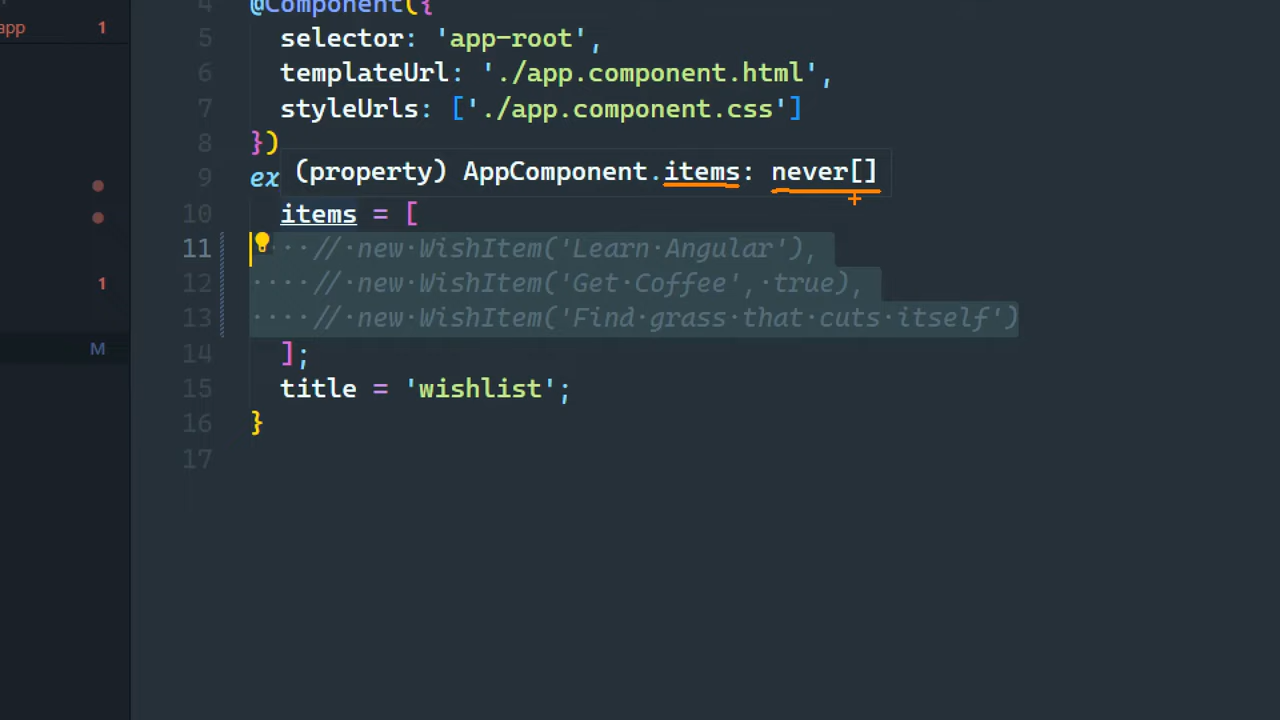 4 @Component({
app 1
5 selector: 'app-root',
6 templateUrl: './app.component.html',
7 styleUrls: ['./app.component.css']
8 })
(property) AppComponent.items: never[]
9 ex
10 items = [
11 // new WishItem('Learn Angular'),
12 // new WishItem('Get Coffee', true),
1
13 // new WishItem('Find grass that cuts itself')
M
14 ];
15 title = 'wishlist';
16 }
17